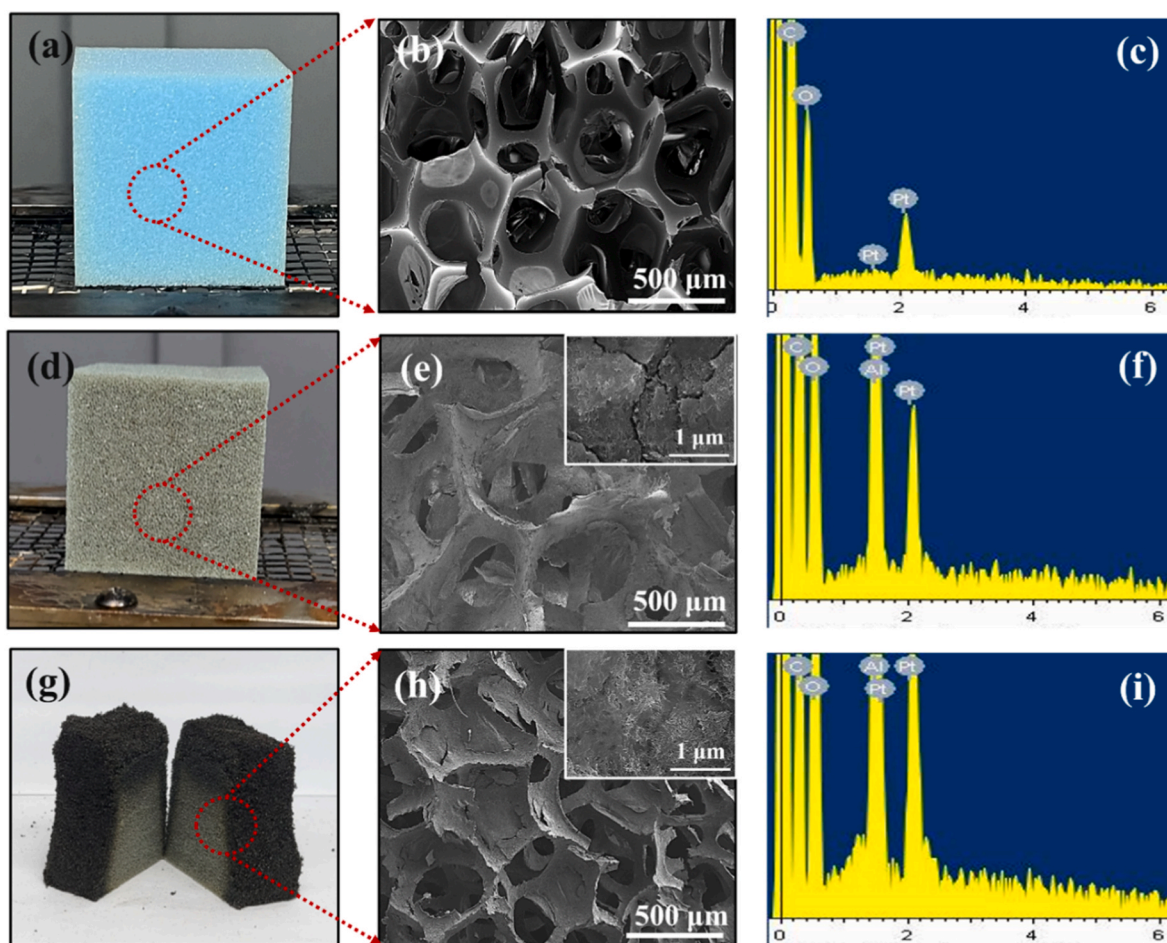 (a)
(b)
500 µm
(c)
C
O
Pt
Pt
0 2 4 6
(d)
(e)
1 µm
500 µm
(f)
C
Pt
O
Al
Pt
0 2 4 6
(g)
(h)
1 µm
500 µm
(i)
C
Al
Pt
O
Pt
0 2 4 6